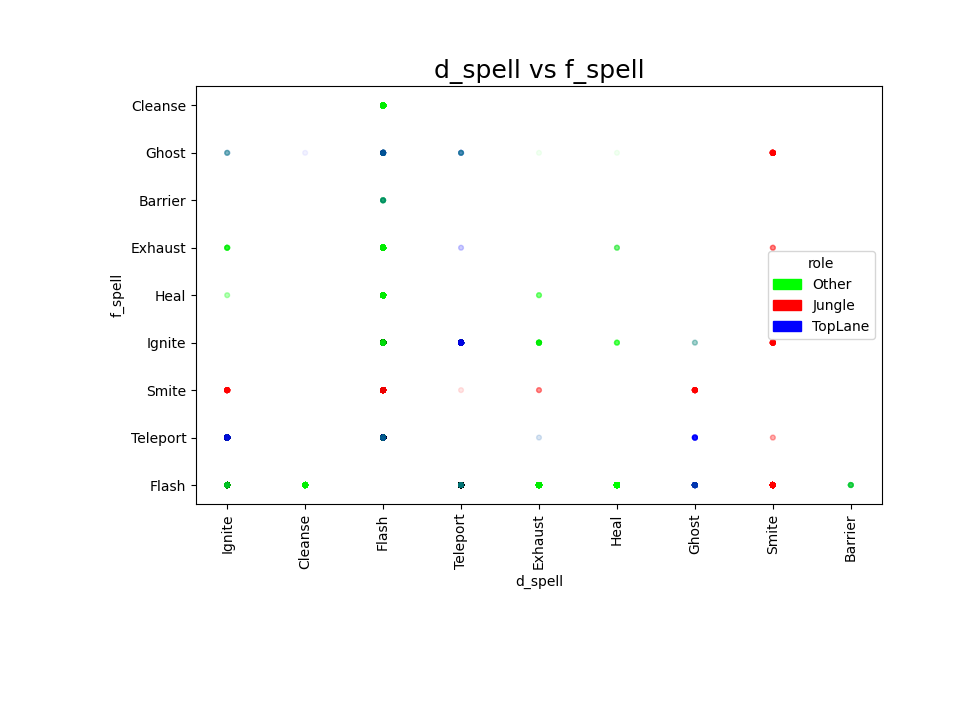 d_spell vs f_spell
Cleanse
Ghost
Barrier
Exhaust
Heal
Ignite
Smite
Teleport
Flash
f_spell
role
Other
Jungle
TopLane
Ignite
Cleanse
Flash
Teleport
Exhaust
Heal
Ghost
Smite
Barrier
d_spell